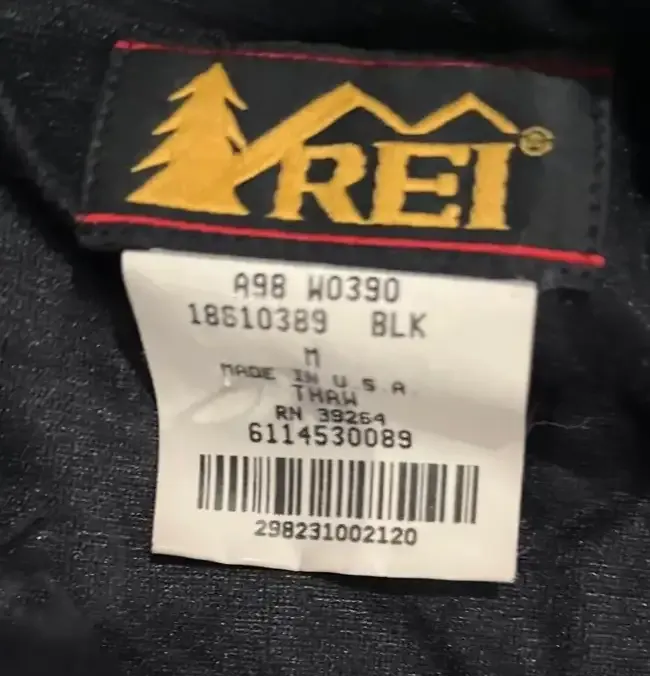 REI
A98 W0390
18610389 BLK
M
MADE IN U.S.A
THAW
RN 39264
6114530089
298231002120